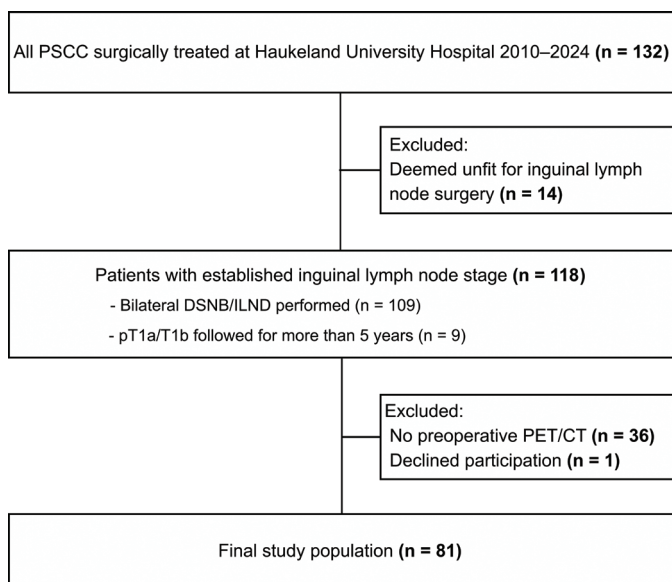 All PSCC surgically treated at Haukeland University Hospital 2010–2024 (n = 132)
Excluded:
Deemed unfit for inguinal lymph
node surgery (n = 14)
Patients with established inguinal lymph node stage (n = 118)
- Bilateral DSNB/ILND performed (n = 109)
- pT1a/T1b followed for more than 5 years (n = 9)
Excluded:
No preoperative PET/CT (n = 36)
Declined participation (n = 1)
Final study population (n = 81)